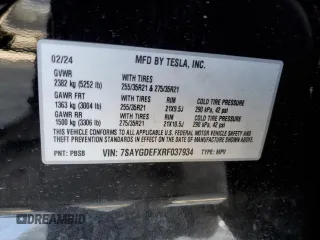 02/24 MFD BY TESLA, INC.
GVWR WITH TIRES
2382 kg (5252 lb) 255/35R21 & 275/35R21
GAWR FRT WITH TIRES RIM COLD TIRE PRESSURE
1363 kg (3004 lb) 255/35R21 21X9.5J 290 kPa, 42 psi
GAWR RR WITH TIRES RIM COLD TIRE PRESSURE
1500 kg (3306 lb) 275/35R21 21X10.5J 290 kPa, 42 psi
THIS VEHICLE CONFORMS TO ALL APPLICABLE FEDERAL MOTOR VEHICLE SAFETY, BUMPER, AND THEFT PREVENTION STANDARDS IN EFFECT ON THE DATE OF MANUFACTURE SHOWN ABOVE.
PNT: PBSB VIN: 7SAYGDEFXRF037934 TYPE: MPV
AUTOBIDMASTER